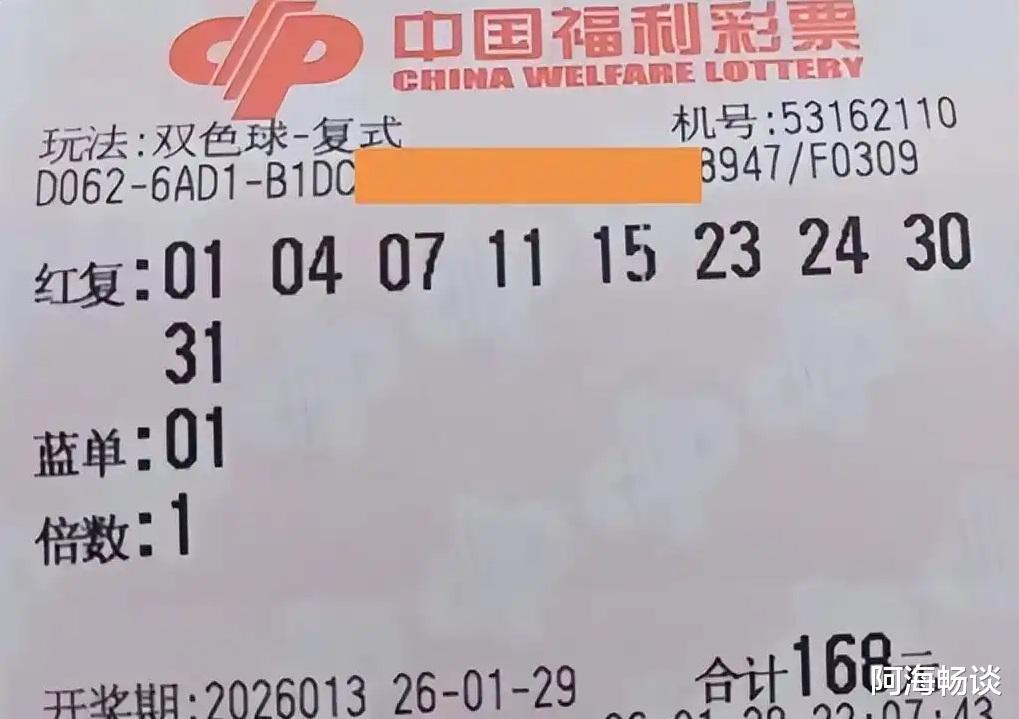 中国福利彩票
CHINA WELFARE LOTTERY
玩法:双色球-复式 机号:53162110
D062-6AD1-B1DC 8947/F0309
红复:01 04 07 11 15 23 24 30
31
蓝单:01
倍数:1
开奖期:2026013 26-01-29 合计168元
阿海畅谈